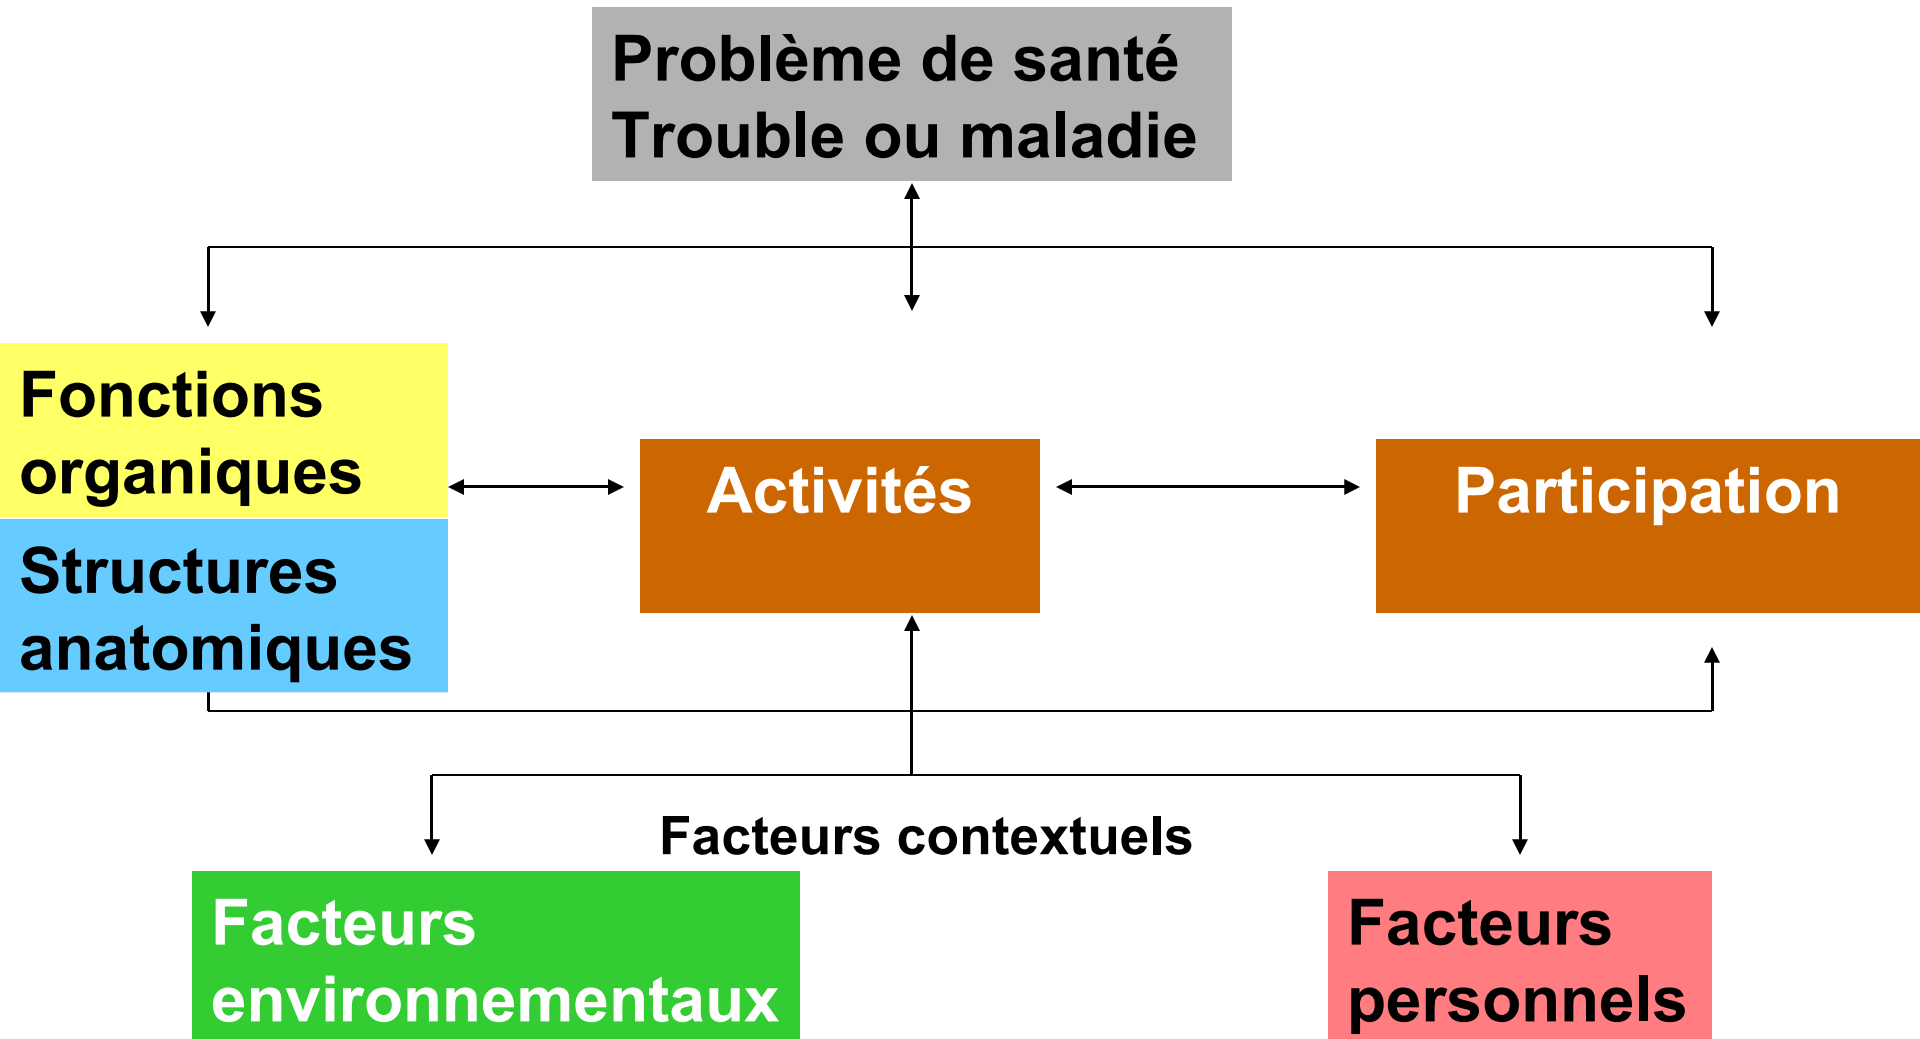 Problème de santé
Trouble ou maladie
Fonctions
organiques
Structures
anatomiques
Activités
Participation
Facteurs contextuels
Facteurs
environnementaux
Facteurs
personnels